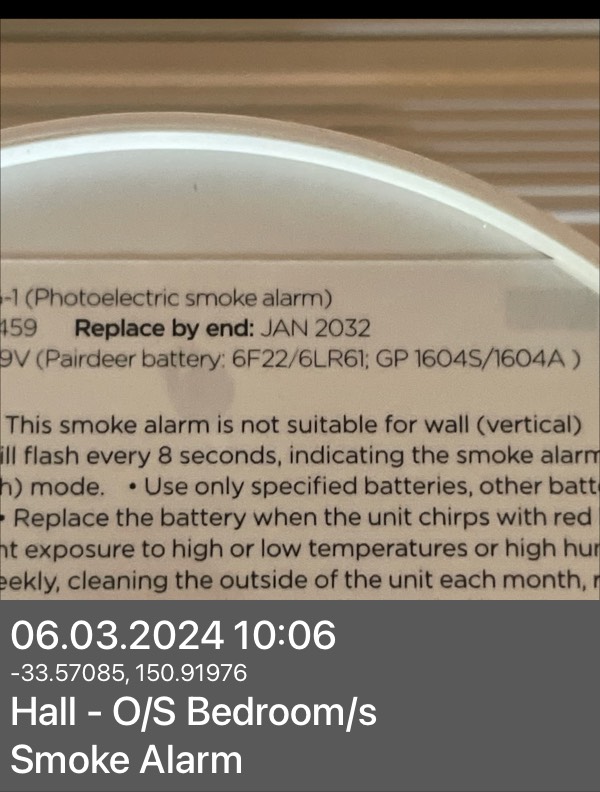 -1 (Photoelectric smoke alarm)
459 Replace by end: JAN 2032
9V (Pairdeer battery: 6F22/6LR61; GP 1604S/1604A )
This smoke alarm is not suitable for wall (vertical)
ill flash every 8 seconds, indicating the smoke alarm
h) mode. • Use only specified batteries, other batt
• Replace the battery when the unit chirps with red
nt exposure to high or low temperatures or high hu
eekly, cleaning the outside of the unit each month, r
06.03.2024 10:06
-33.57085, 150.91976
Hall - O/S Bedroom/s
Smoke Alarm